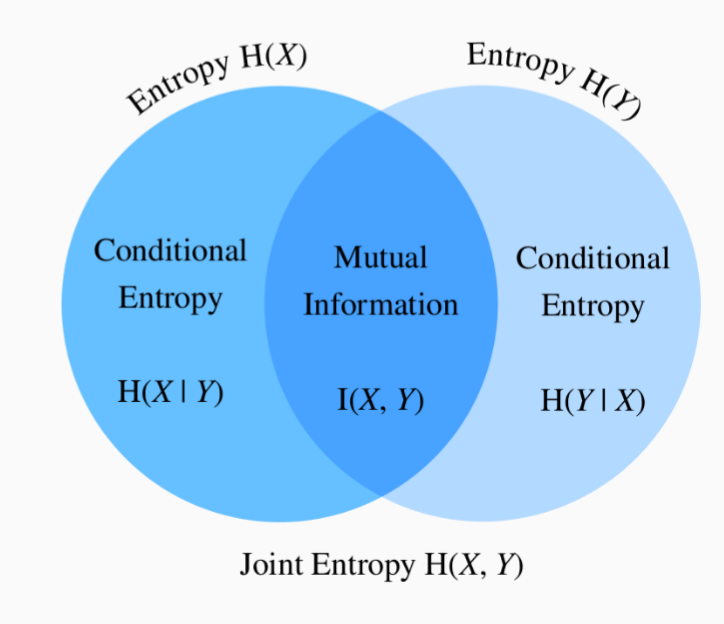 Entropy H(X)
Entropy H(Y)
Conditional
Entropy
H(X | Y)
Mutual
Information
I(X, Y)
Conditional
Entropy
H(Y | X)
Joint Entropy H(X, Y)